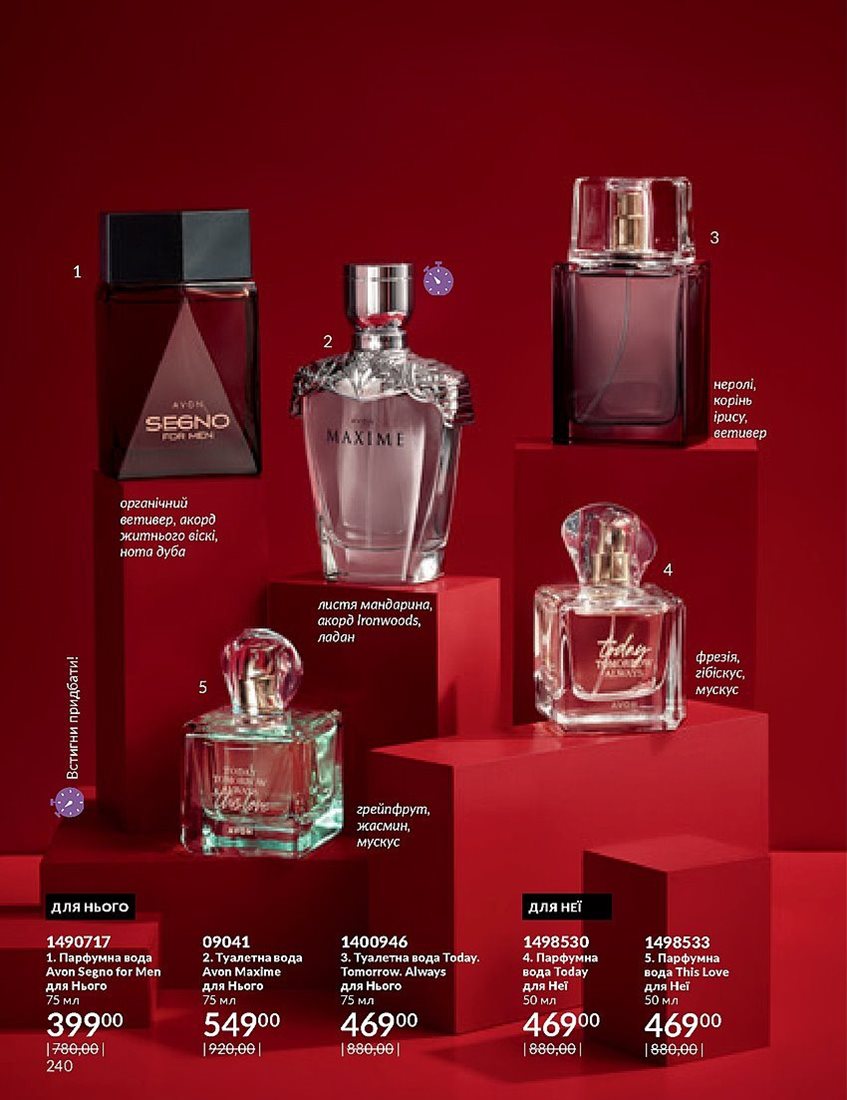 1
AVON
SEGNO
FOR MEN
органічний
ветивер, акорд
житнього віскі,
нота дуба
2
AVON
MAXIME
листя мандарина,
акорд Ironwoods,
ладан
3
неролі,
корінь
ірису,
ветивер
4
today
TOMORROW
ALWAYS
AVON
фрезія,
гібіскус,
мускус
5
TODAY
TOMORROW
ALWAYS
this love
AVON
грейпфрут,
жасмин,
мускус
Встигни придбати!
ДЛЯ НЬОГО
1490717
1. Парфумна вода
Avon Segno for Men
для Нього
75 мл
39900
|780,00|
09041
2. Туалетна вода
Avon Maxime
для Нього
75 мл
54900
|920,00|
1400946
3. Туалетна вода Today.
Tomorrow. Always
для Нього
75 мл
46900
|880,00|
ДЛЯ НЕЇ
1498530
4. Парфумна
вода Today
для Неї
50 мл
46900
|880,00|
1498533
5. Парфумна
вода This Love
для Неї
50 мл
46900
|880,00|
240